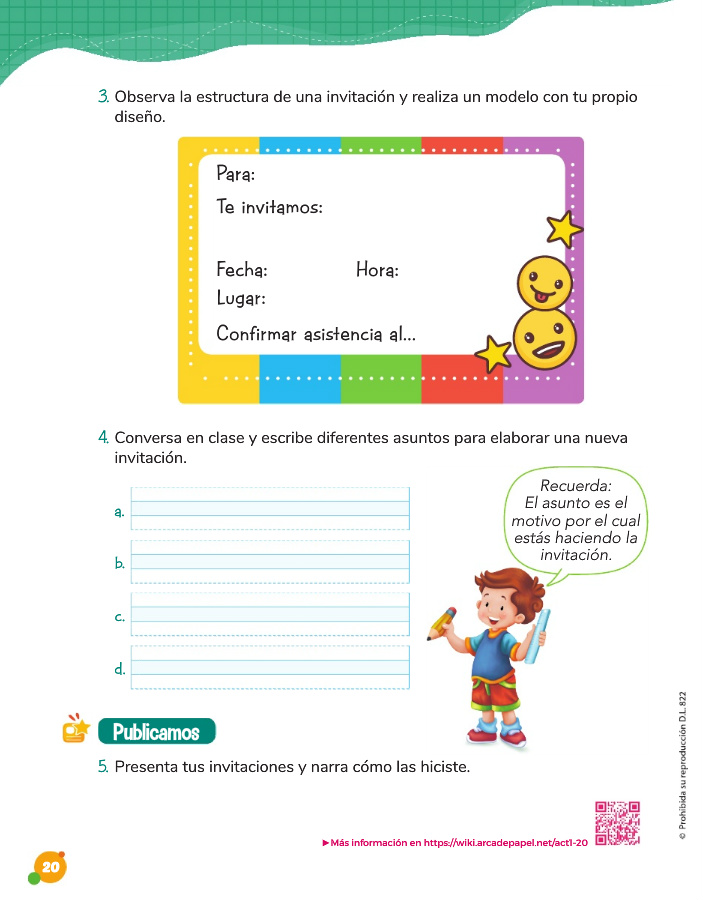 3. Observa la estructura de una invitación y realiza un modelo con tu propio
diseño.
Para:
Te invitamos:
Fecha: Hora:
Lugar:
Confirmar asistencia al...
4. Conversa en clase y escribe diferentes asuntos para elaborar una nueva
invitación.
Recuerda:
El asunto es el
motivo por el cual
estás haciendo la
invitación.
a.
b.
c.
d.
Publicamos
5. Presenta tus invitaciones y narra cómo las hiciste.
▶Más información en https://wiki.arcadepapel.net/act1-20
20
© Prohibida su reproducción D.L. 822